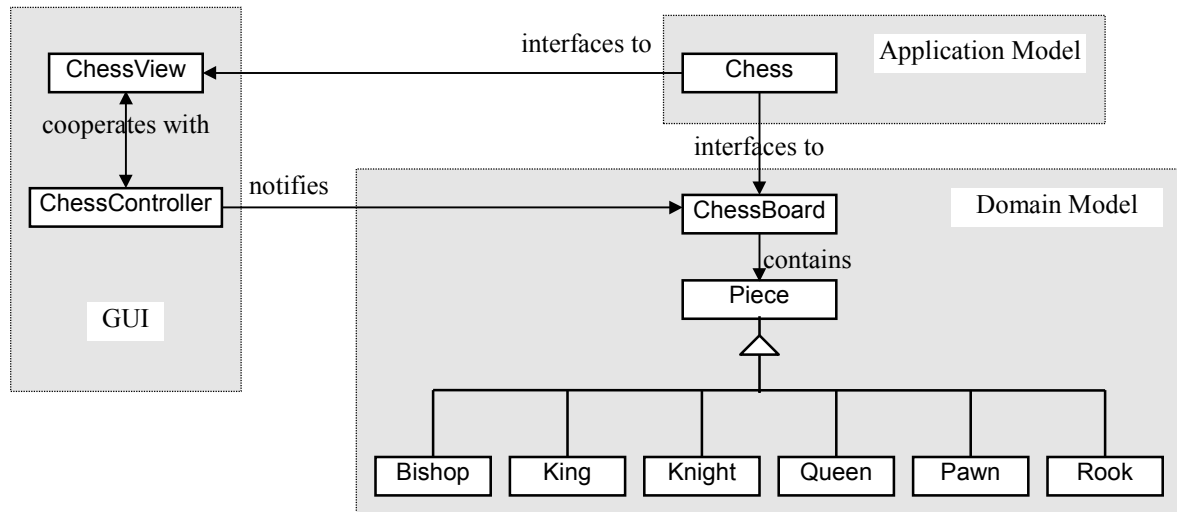 interfaces to
Application Model
ChessView
Chess
cooperates with
interfaces to
notifies
ChessController
ChessBoard
Domain Model
contains
Piece
GUI
Bishop
King
Knight
Queen
Pawn
Rook